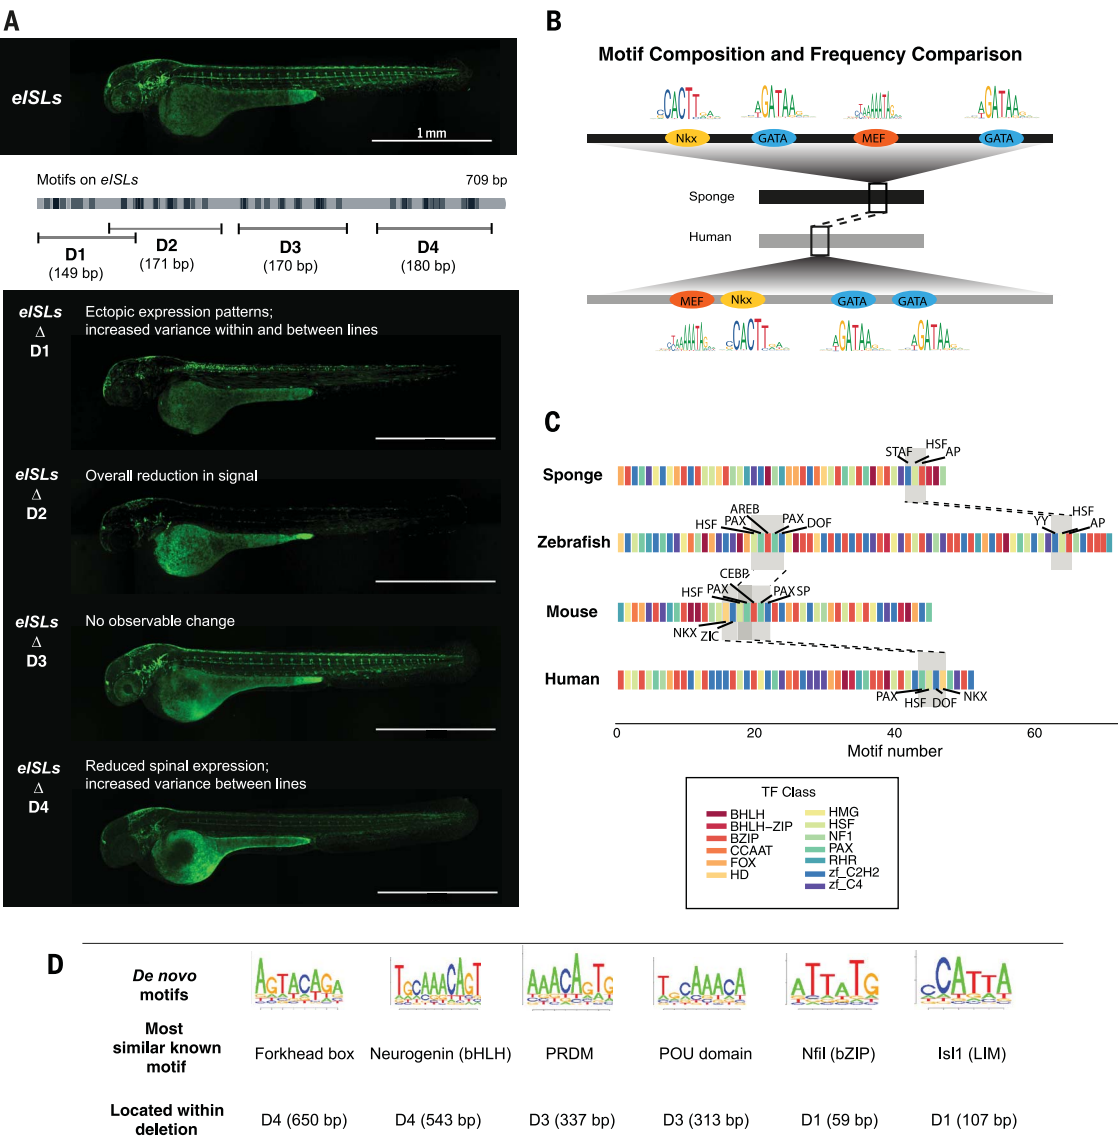 A
eISLs
1 mm
Motifs on eISLs
709 bp
D1
(149 bp)
D2
(171 bp)
D3
(170 bp)
D4
(180 bp)
eISLs
Δ
D1
Ectopic expression patterns;
increased variance within and between lines
eISLs
Δ
D2
Overall reduction in signal
eISLs
Δ
D3
No observable change
eISLs
Δ
D4
Reduced spinal expression;
increased variance between lines
B
Motif Composition and Frequency Comparison
Nkx
GATA
MEF
GATA
Sponge
Human
MEF
Nkx
GATA
GATA
C
Sponge
STAF
HSF
AP
Zebrafish
HSF
PAX
AREB
PAX
DOF
YY
HSF
AP
Mouse
HSF
PAX
CEBP
PAX
SP
NKX
ZIC
Human
PAX
HSF
DOF
NKX
0 20 40 60
Motif number
TF Class
BHLH
BHLH-ZIP
BZIP
CCAAT
FOX
HD
HMG
HSF
NF1
PAX
RHR
zf_C2H2
zf_C4
D
De novo
motifs
AGTACAGA
TGCAAACAGT
AAACAGTG
TGCAAACA
ATTATG
CCATTA
Most
similar known
motif
Forkhead box
Neurogenin (bHLH)
PRDM
POU domain
Nfil (bZIP)
Isl1 (LIM)
Located within
deletion
D4 (650 bp)
D4 (543 bp)
D3 (337 bp)
D3 (313 bp)
D1 (59 bp)
D1 (107 bp)